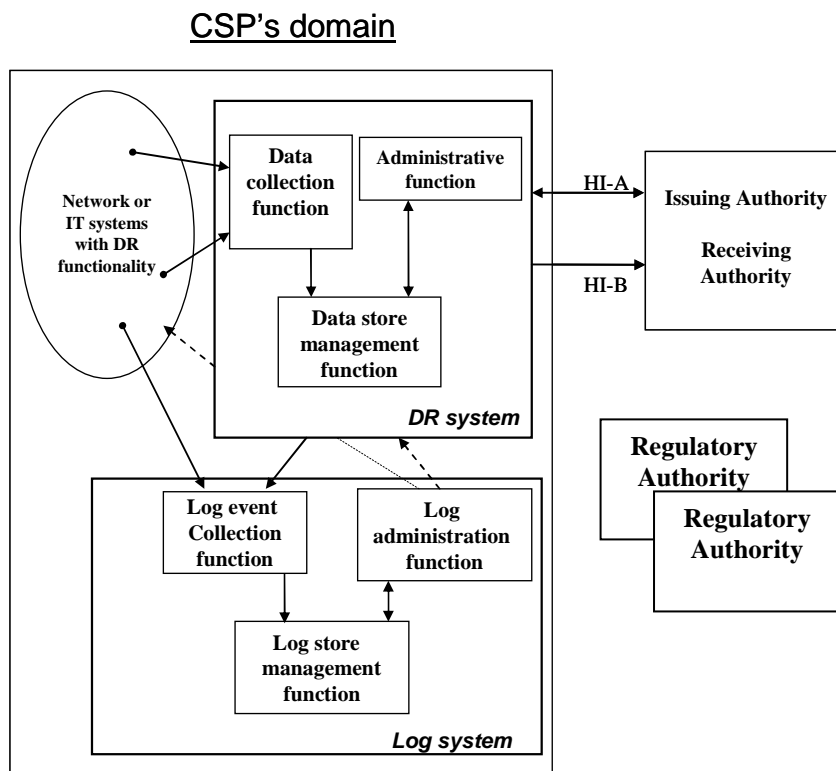 CSP's domain
Network or
IT systems
with DR
functionality
Data
collection
function
Administrative
function
Data store
management
function
DR system
HI-A
HI-B
Issuing Authority
Receiving
Authority
Regulatory
Authority
Regulatory
Authority
Log event
Collection
function
Log
administration
function
Log store
management
function
Log system